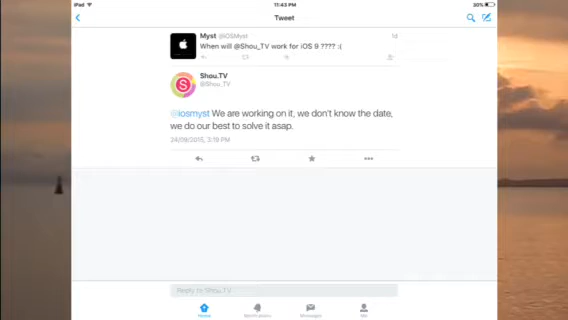 iPad
11:43 PM
30%
Tweet
Myst @iOSMyst
1d
When will @Shou_TV work for iOS 9 ???? :(
S
Shou.TV
@Shou_TV
@iosmyst We are working on it, we don't know the date,
we do our best to solve it asap.
24/09/2015, 3:19 PM
Reply to Shou.TV
Home
Notifications
Messages
Me